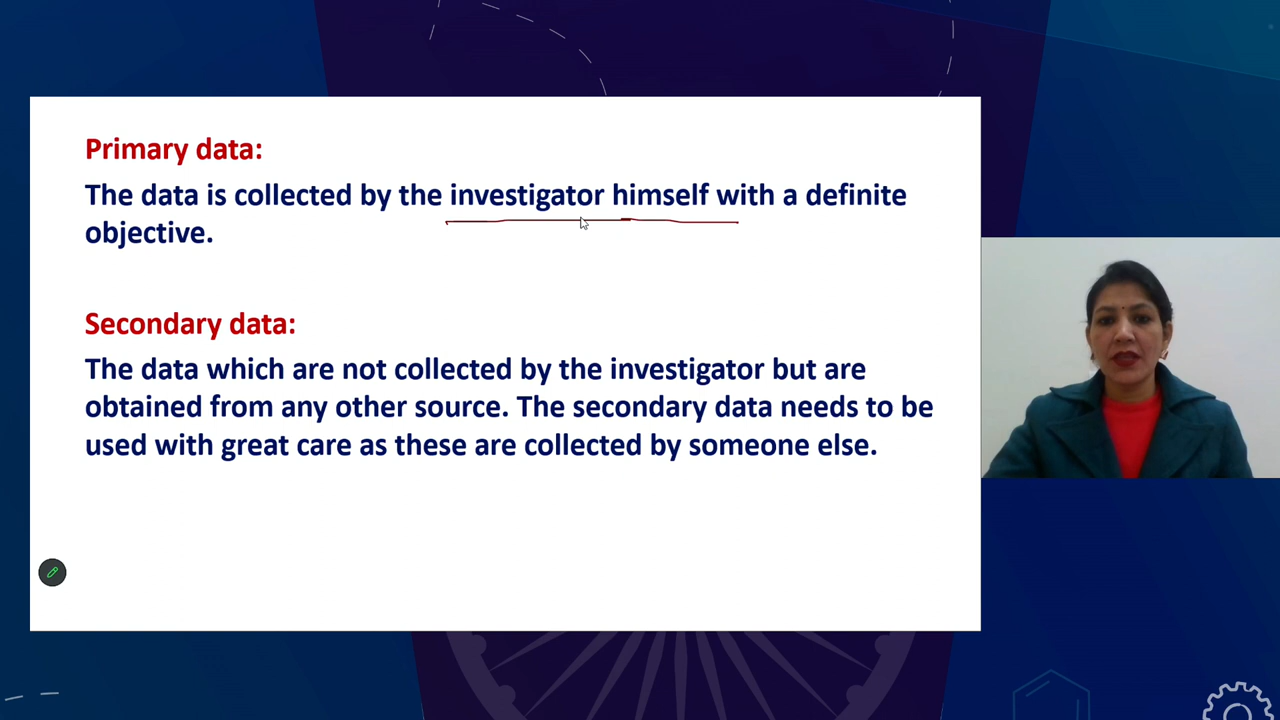 Primary data:
The data is collected by the investigator himself with a definite
objective.
Secondary data:
The data which are not collected by the investigator but are
obtained from any other source. The secondary data needs to be
used with great care as these are collected by someone else.